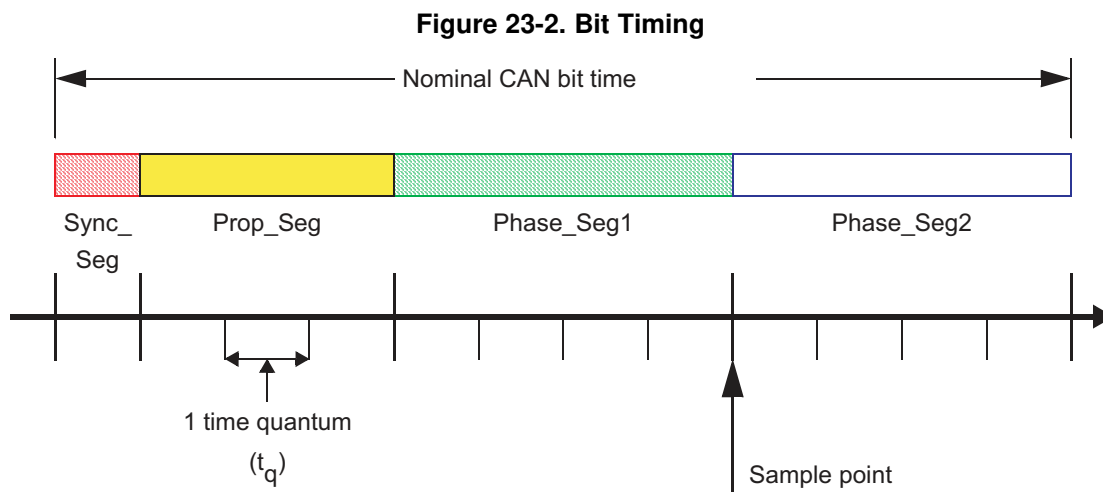 Figure 23-2. Bit Timing
Nominal CAN bit time
Sync_
Seg
Prop_Seg
Phase_Seg1
Phase_Seg2
1 time quantum
(tq)
Sample point